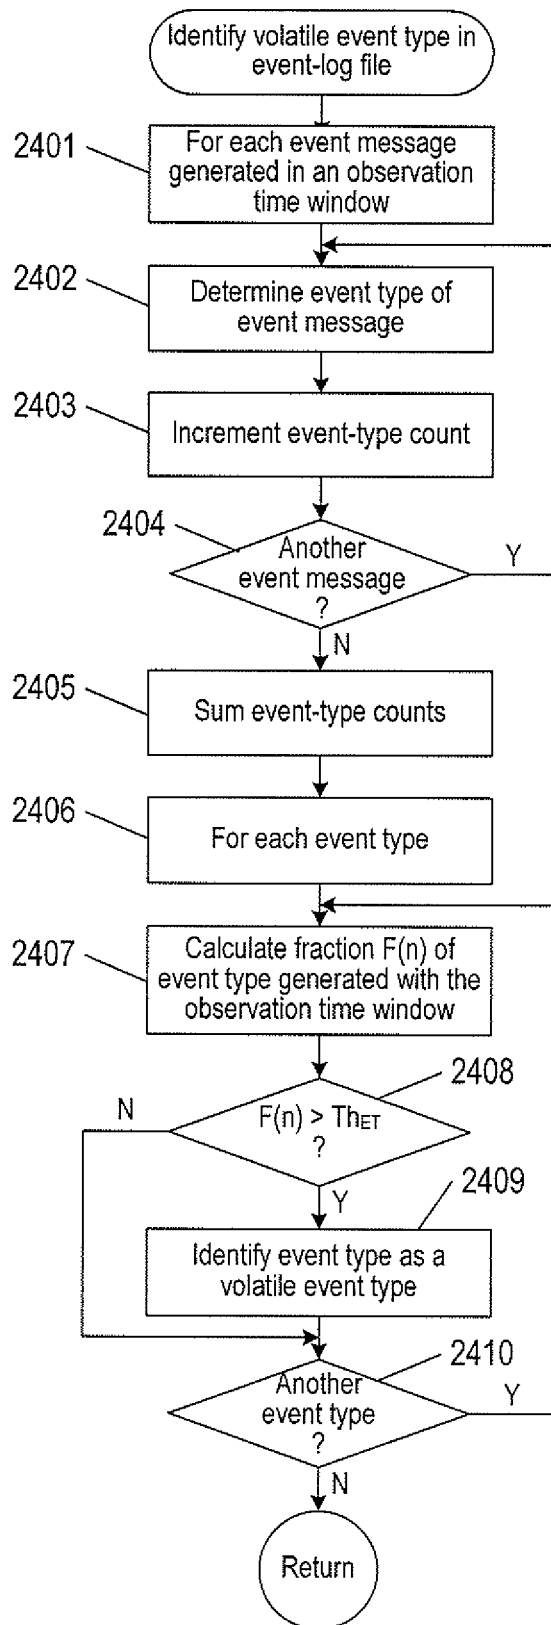 Identify volatile event type in
event-log file
2401
For each event message
generated in an observation
time window
2402
Determine event type of
event message
2403
Increment event-type count
2404
Another
event message
?
Y
N
2405
Sum event-type counts
2406
For each event type
2407
Calculate fraction F(n) of
event type generated with the
observation time window
2408
N
F(n) > ThET
?
Y
2409
Identify event type as a
volatile event type
2410
Another
event type
?
Y
N
Return